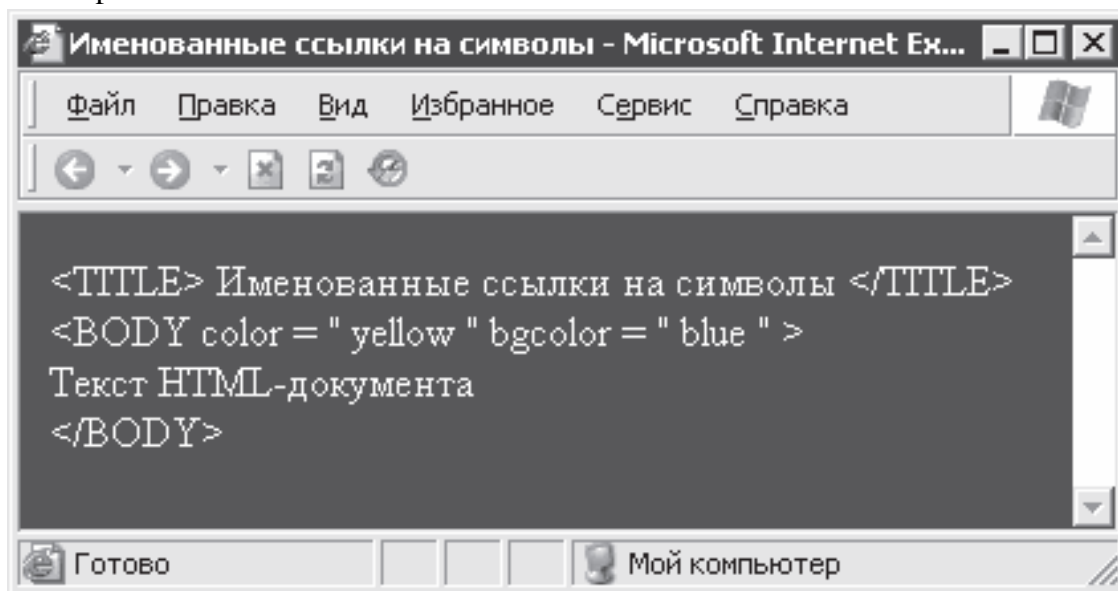 Именованные ссылки на символы - Microsoft Internet Ex...
Файл Правка Вид Избранное Сервис Справка
<TITLE> Именованные ссылки на символы </TITLE>
<BODY color = " yellow " bgcolor = " blue " >
Текст HTML-документа
</BODY>
Готово Мой компьютер